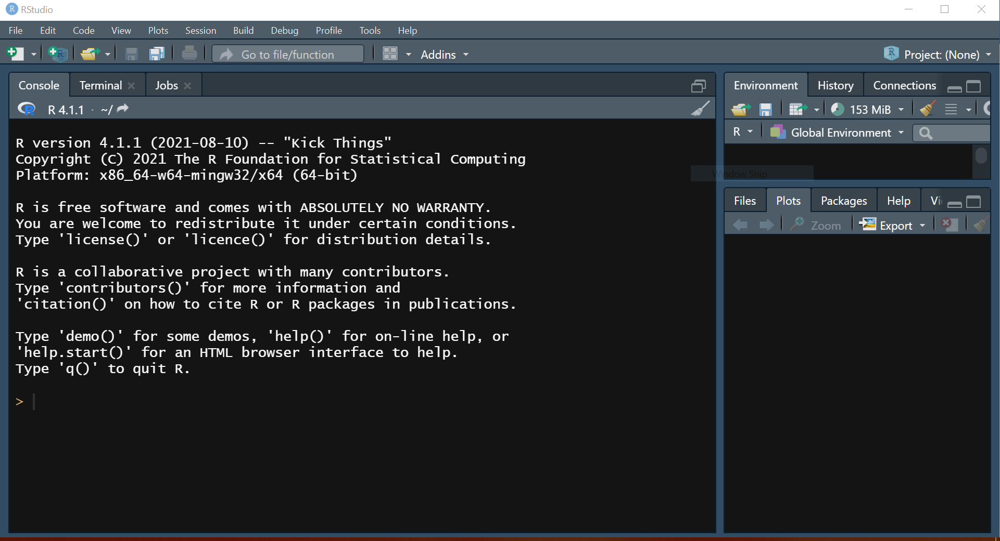 RStudio
File Edit Code View Plots Session Build Debug Profile Tools Help
Go to file/function Addins Project: (None)
Console Terminal Jobs
R 4.1.1 · ~/
R version 4.1.1 (2021-08-10) -- "Kick Things"
Copyright (C) 2021 The R Foundation for Statistical Computing
Platform: x86_64-w64-mingw32/x64 (64-bit)
R is free software and comes with ABSOLUTELY NO WARRANTY.
You are welcome to redistribute it under certain conditions.
Type 'license()' or 'licence()' for distribution details.
R is a collaborative project with many contributors.
Type 'contributors()' for more information and
'citation()' on how to cite R or R packages in publications.
Type 'demo()' for some demos, 'help()' for on-line help, or
'help.start()' for an HTML browser interface to help.
Type 'q()' to quit R.
>
Environment History Connections
153 MiB
R Global Environment
Window Snip
Files Plots Packages Help
Zoom Export